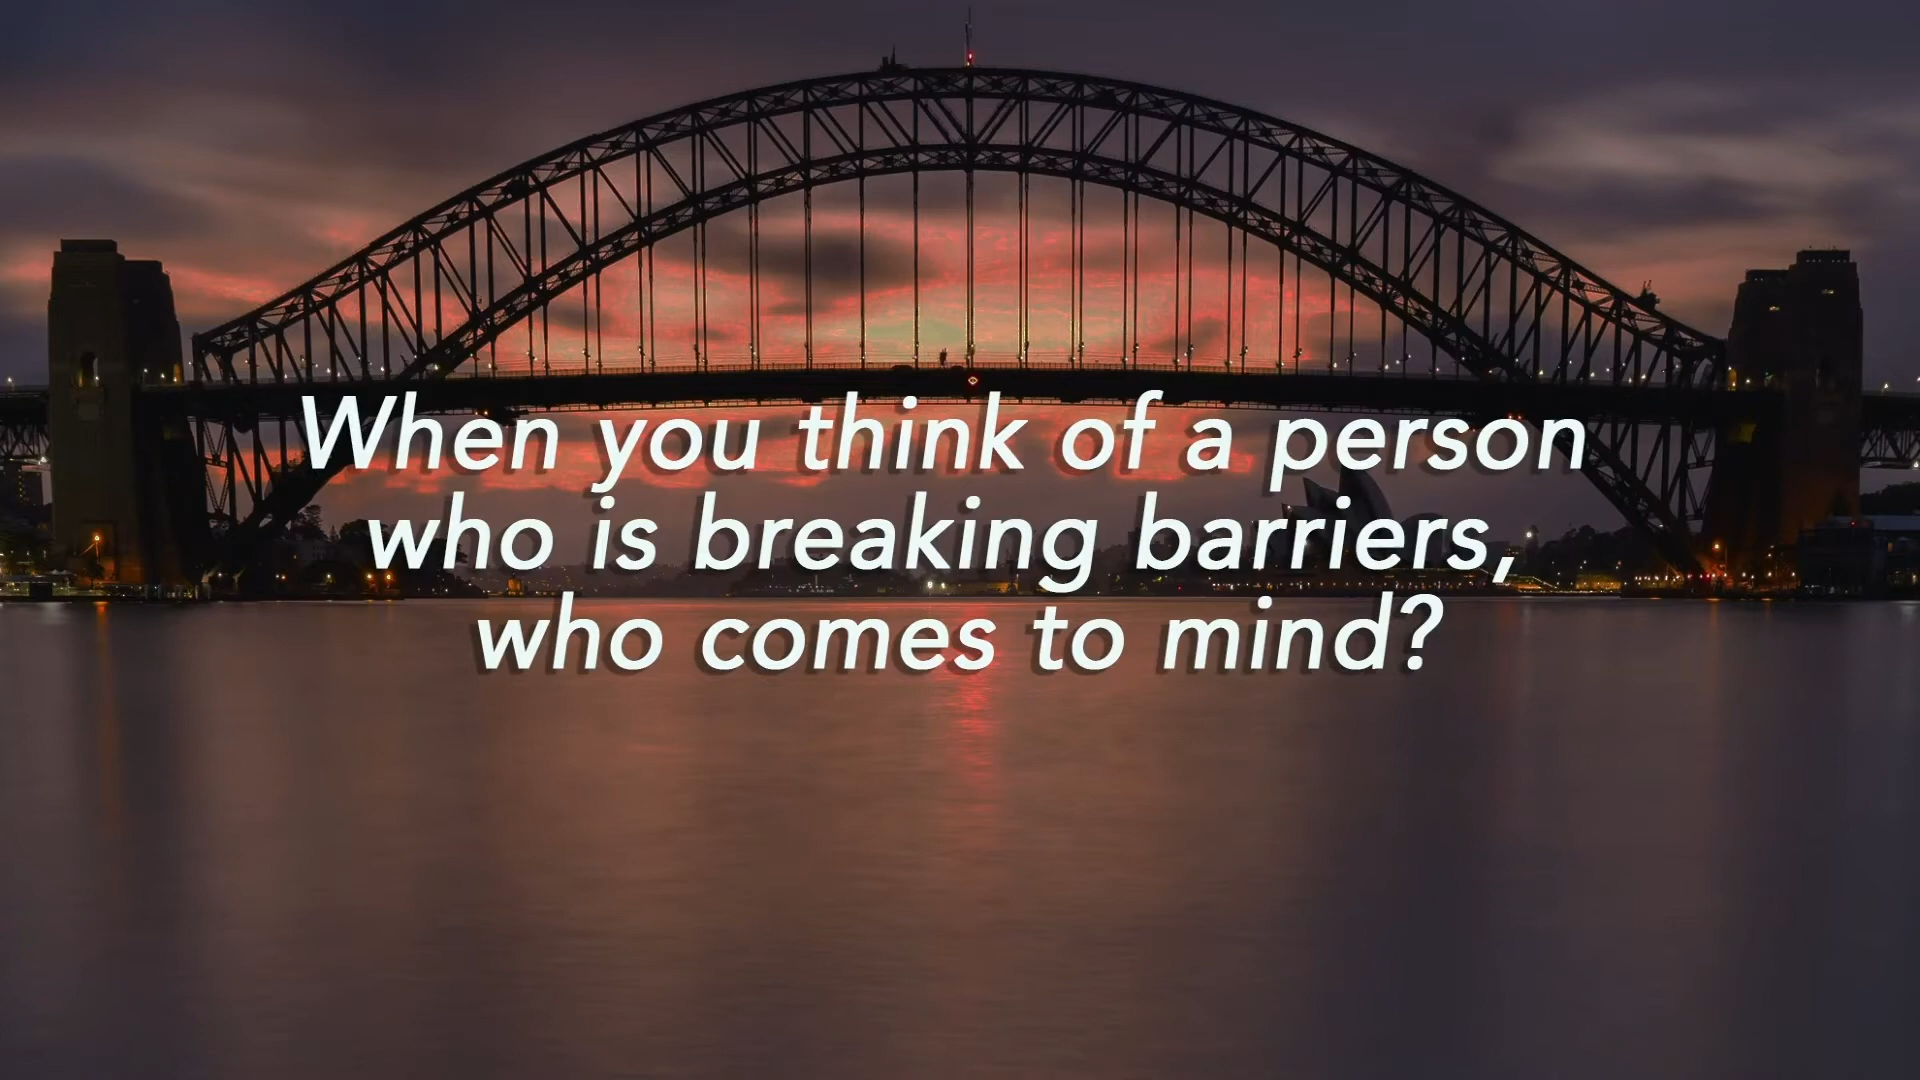 When you think of a person
who is breaking barriers,
who comes to mind?